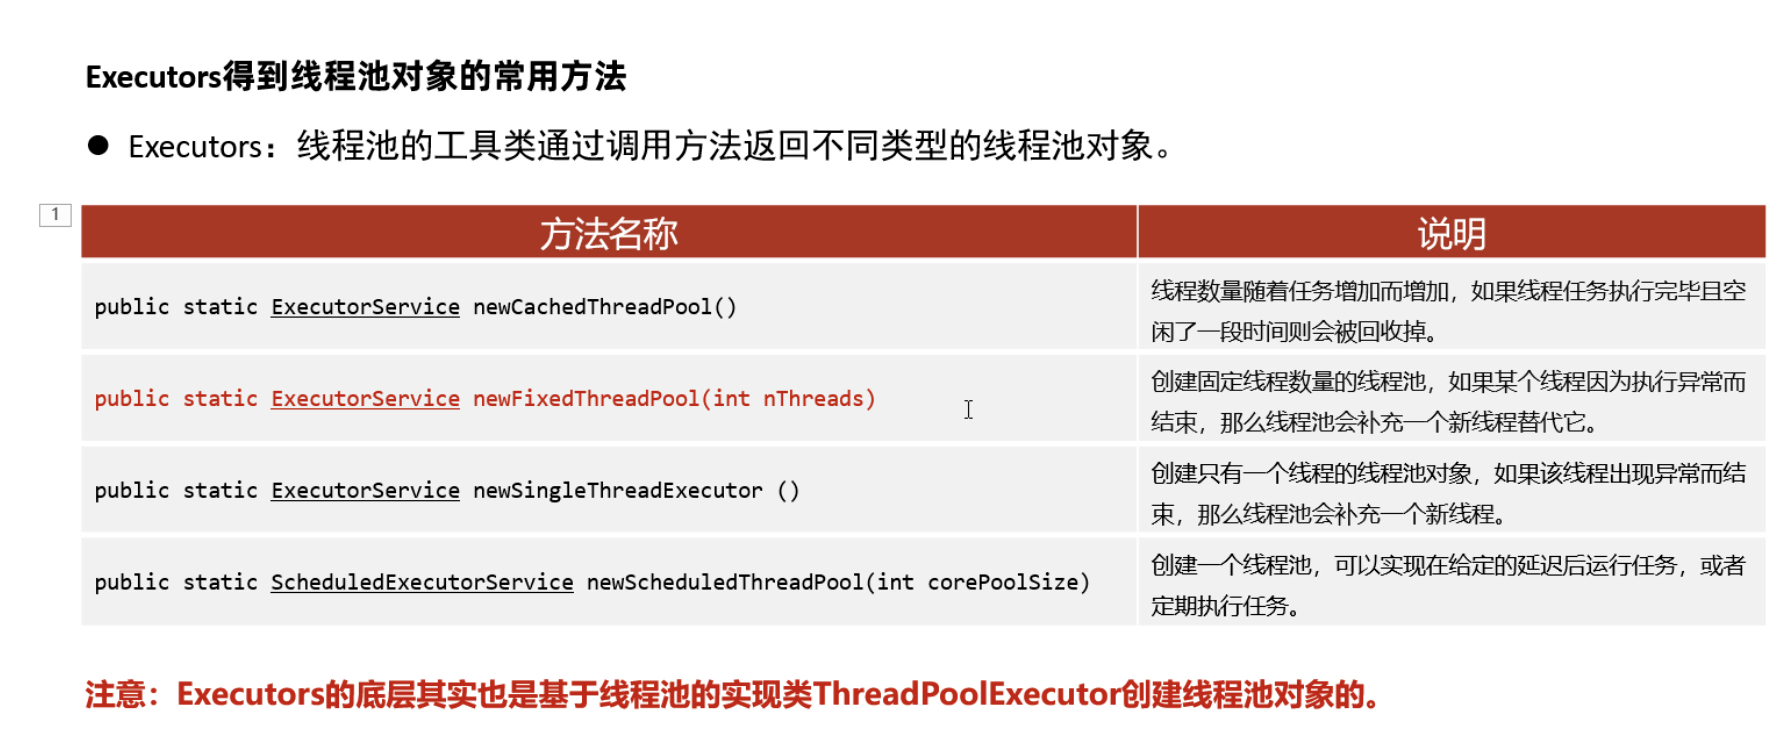 Executors得到线程池对象的常用方法
● Executors：线程池的工具类通过调用方法返回不同类型的线程池对象。
1
方法名称
说明
public static ExecutorService newCachedThreadPool()
线程数量随着任务增加而增加，如果线程任务执行完毕且空
闲了一段时间则会被回收掉。
public static ExecutorService newFixedThreadPool(int nThreads)
创建固定线程数量的线程池，如果某个线程因为执行异常而
结束，那么线程池会补充一个新线程替代它。
public static ExecutorService newSingleThreadExecutor ()
创建只有一个线程的线程池对象，如果该线程出现异常而结
束，那么线程池会补充一个新线程。
public static ScheduledExecutorService newScheduledThreadPool(int corePoolSize)
创建一个线程池，可以实现在给定的延迟后运行任务，或者
定期执行任务。
注意：Executors的底层其实也是基于线程池的实现类ThreadPoolExecutor创建线程池对象的。